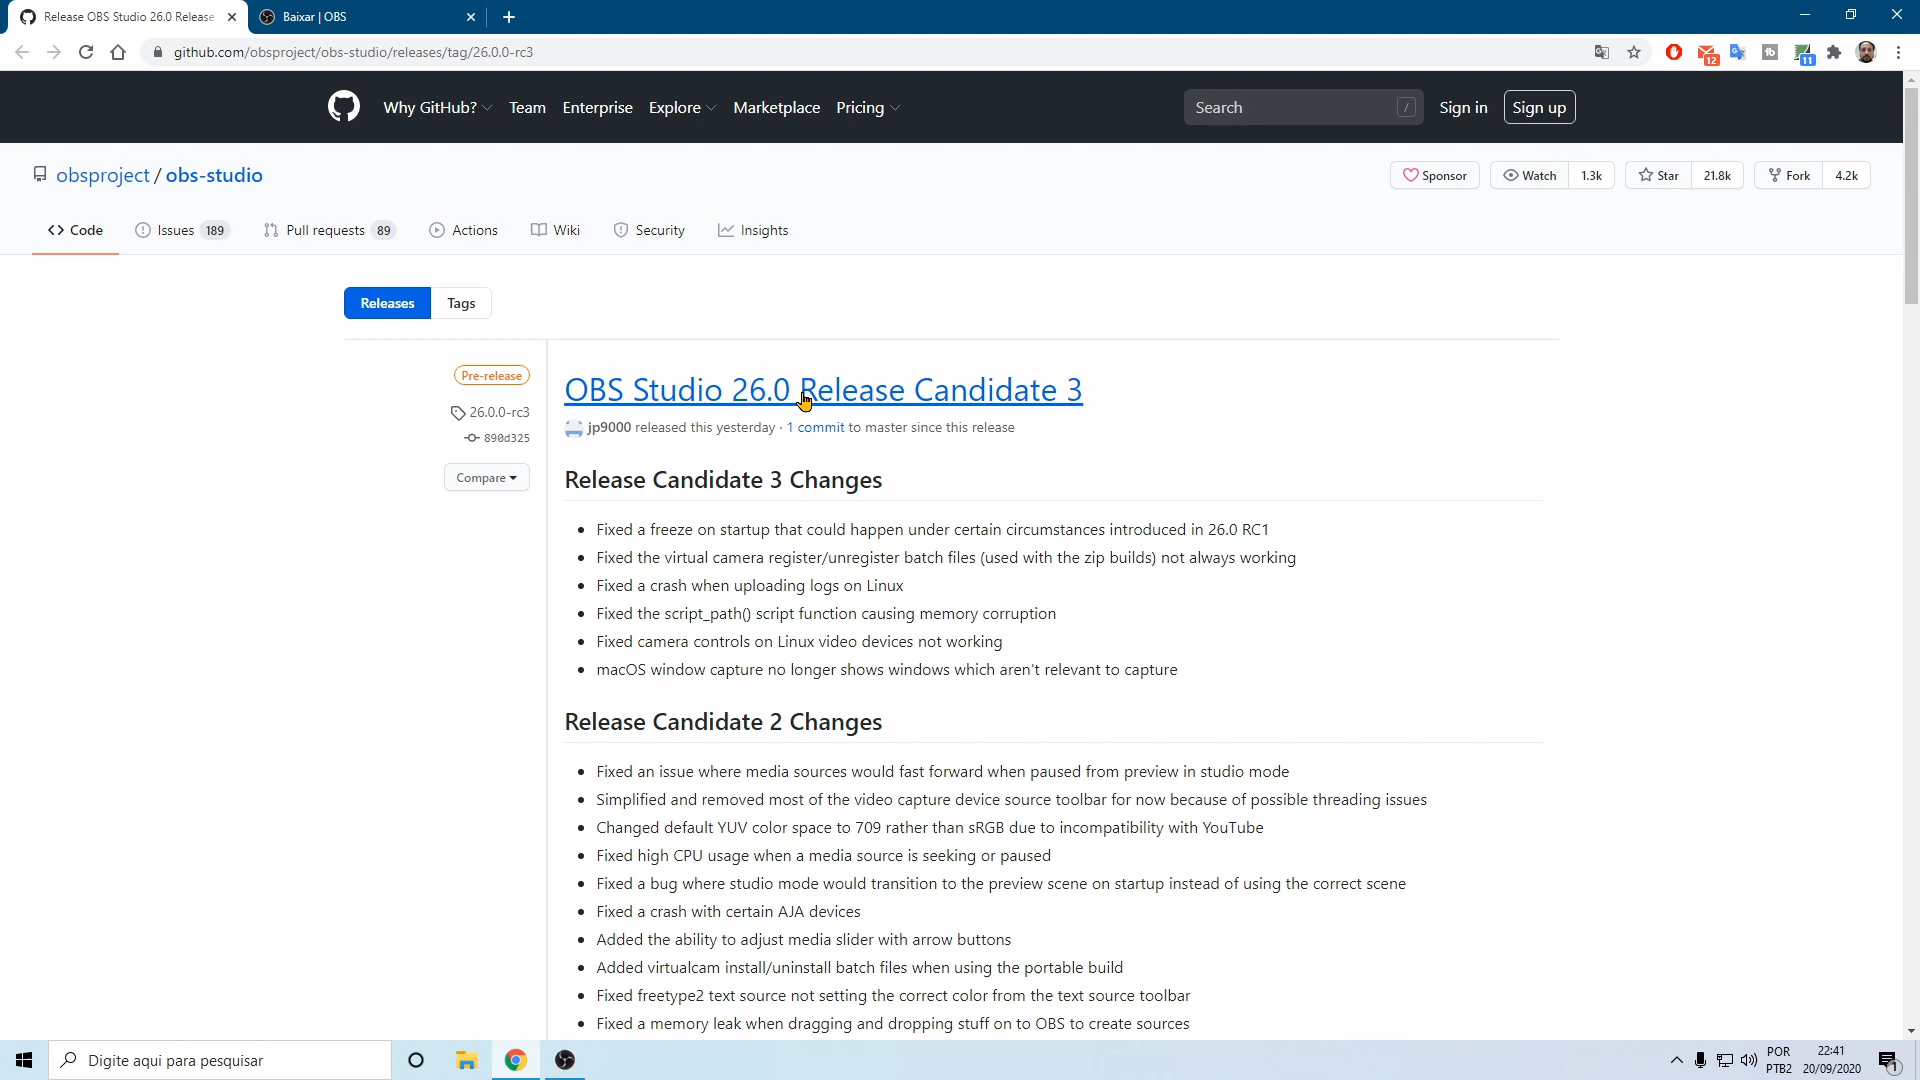 Release OBS Studio 26.0 Release
Baixar | OBS
github.com/obsproject/obs-studio/releases/tag/26.0.0-rc3
12
11
Why GitHub? Team Enterprise Explore Marketplace Pricing
Search /
Sign in Sign up
obsproject / obs-studio
Sponsor Watch 1.3k Star 21.8k Fork 4.2k
Code Issues 189 Pull requests 89 Actions Wiki Security Insights
Releases Tags
Pre-release
26.0.0-rc3
890d325
Compare
OBS Studio 26.0 Release Candidate 3
jp9000 released this yesterday · 1 commit to master since this release
Release Candidate 3 Changes
• Fixed a freeze on startup that could happen under certain circumstances introduced in 26.0 RC1
• Fixed the virtual camera register/unregister batch files (used with the zip builds) not always working
• Fixed a crash when uploading logs on Linux
• Fixed the script_path() script function causing memory corruption
• Fixed camera controls on Linux video devices not working
• macOS window capture no longer shows windows which aren't relevant to capture
Release Candidate 2 Changes
• Fixed an issue where media sources would fast forward when paused from preview in studio mode
• Simplified and removed most of the video capture device source toolbar for now because of possible threading issues
• Changed default YUV color space to 709 rather than sRGB due to incompatibility with YouTube
• Fixed high CPU usage when a media source is seeking or paused
• Fixed a bug where studio mode would transition to the preview scene on startup instead of using the correct scene
• Fixed a crash with certain AJA devices
• Added the ability to adjust media slider with arrow buttons
• Added virtualcam install/uninstall batch files when using the portable build
• Fixed freetype2 text source not setting the correct color from the text source toolbar
• Fixed a memory leak when dragging and dropping stuff on to OBS to create sources
Digite aqui para pesquisar
POR
PTB2
22:41
20/09/2020
1